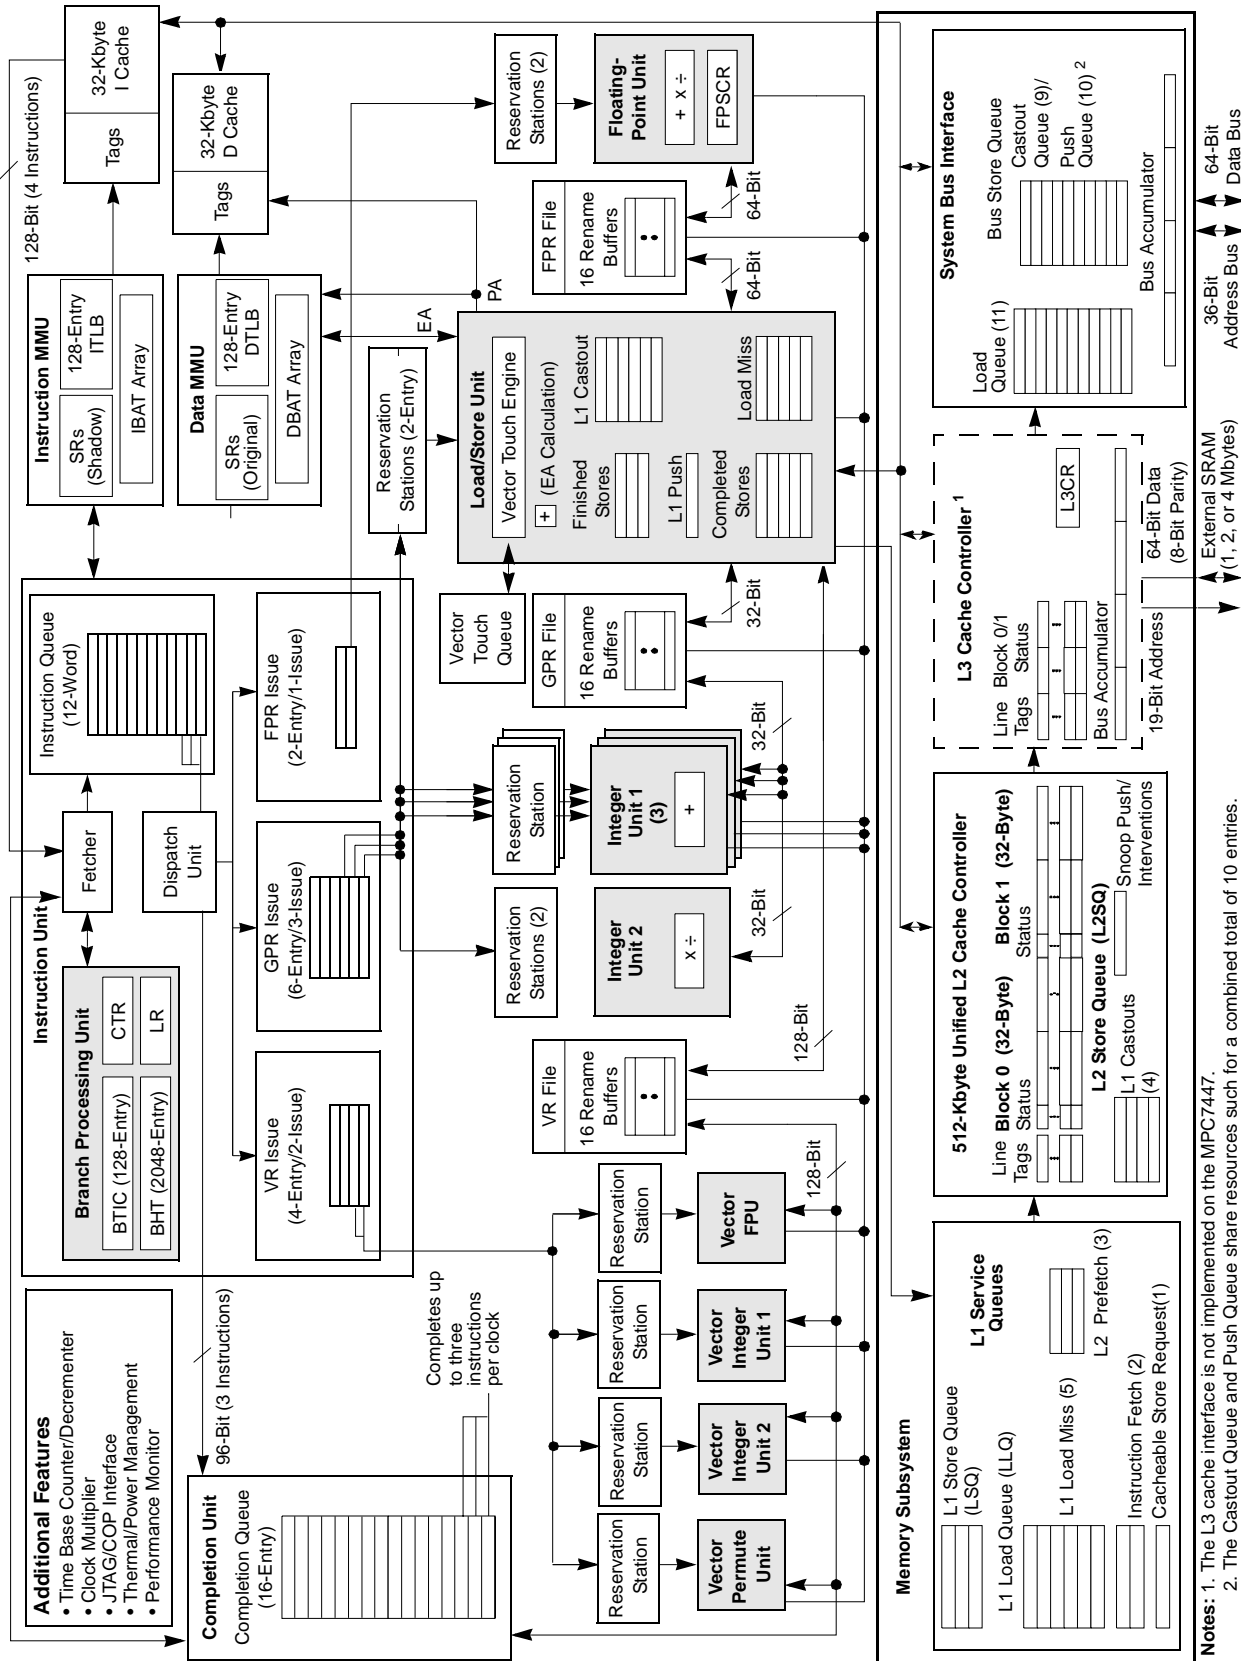 Additional Features
• Time Base Counter/Decrementer
• Clock Multiplier
• JTAG/COP Interface
• Thermal/Power Management
• Performance Monitor
Instruction Unit
Branch Processing Unit
BTIC (128-Entry)
CTR
BHT (2048-Entry)
LR
Fetcher
Dispatch
Unit
Instruction Queue
(12-Word)
VR Issue
(4-Entry/2-Issue)
GPR Issue
(6-Entry/3-Issue)
FPR Issue
(2-Entry/1-Issue)
96-Bit (3 Instructions)
128-Bit (4 Instructions)
Instruction MMU
SRs
(Shadow)
128-Entry
ITLB
IBAT Array
Data MMU
SRs
(Original)
128-Entry
DTLB
DBAT Array
Tags
32-Kbyte
I Cache
Tags
32-Kbyte
D Cache
EA
PA
Completion Unit
Completion Queue
(16-Entry)
Completes up
to three
instructions
per clock
Reservation
Station
Reservation
Station
Reservation
Station
Reservation
Station
Vector
Permute
Unit
Vector
Integer
Unit 2
Vector
Integer
Unit 1
Vector
FPU
VR File
16 Rename
Buffers
128-Bit
128-Bit
Reservation
Stations (2)
Integer
Unit 2
x ÷
Reservation
Station
Integer
Unit 1
(3)
+
32-Bit
32-Bit
32-Bit
GPR File
16 Rename
Buffers
Vector
Touch
Queue
Reservation
Stations (2-Entry)
Load/Store Unit
Vector Touch Engine
+
(EA Calculation)
Finished
Stores
L1 Castout
L1 Push
Completed
Stores
Load Miss
FPR File
16 Rename
Buffers
64-Bit
64-Bit
Reservation
Stations (2)
Floating-
Point Unit
+ x ÷
FPSCR
Memory Subsystem
L1 Service
Queues
L1 Store Queue
(LSQ)
L1 Load Queue (LLQ)
L1 Load Miss (5)
L2 Prefetch (3)
Instruction Fetch (2)
Cacheable Store Request(1)
512-Kbyte Unified L2 Cache Controller
Line
Tags
Block 0 (32-Byte)
Status
Block 1 (32-Byte)
Status
L2 Store Queue (L2SQ)
L1 Castouts
(4)
Snoop Push/
Interventions
L3 Cache Controller 1
Line
Tags
Block 0/1
Status
L3CR
Bus Accumulator
19-Bit Address
64-Bit Data
(8-Bit Parity)
External SRAM
(1, 2, or 4 Mbytes)
System Bus Interface
Load
Queue (11)
Bus Store Queue
Castout
Queue (9)/
Push
Queue (10) 2
Bus Accumulator
36-Bit
Address Bus
64-Bit
Data Bus
Notes: 1. The L3 cache interface is not implemented on the MPC7447.
2. The Castout Queue and Push Queue share resources such for a combined total of 10 entries.